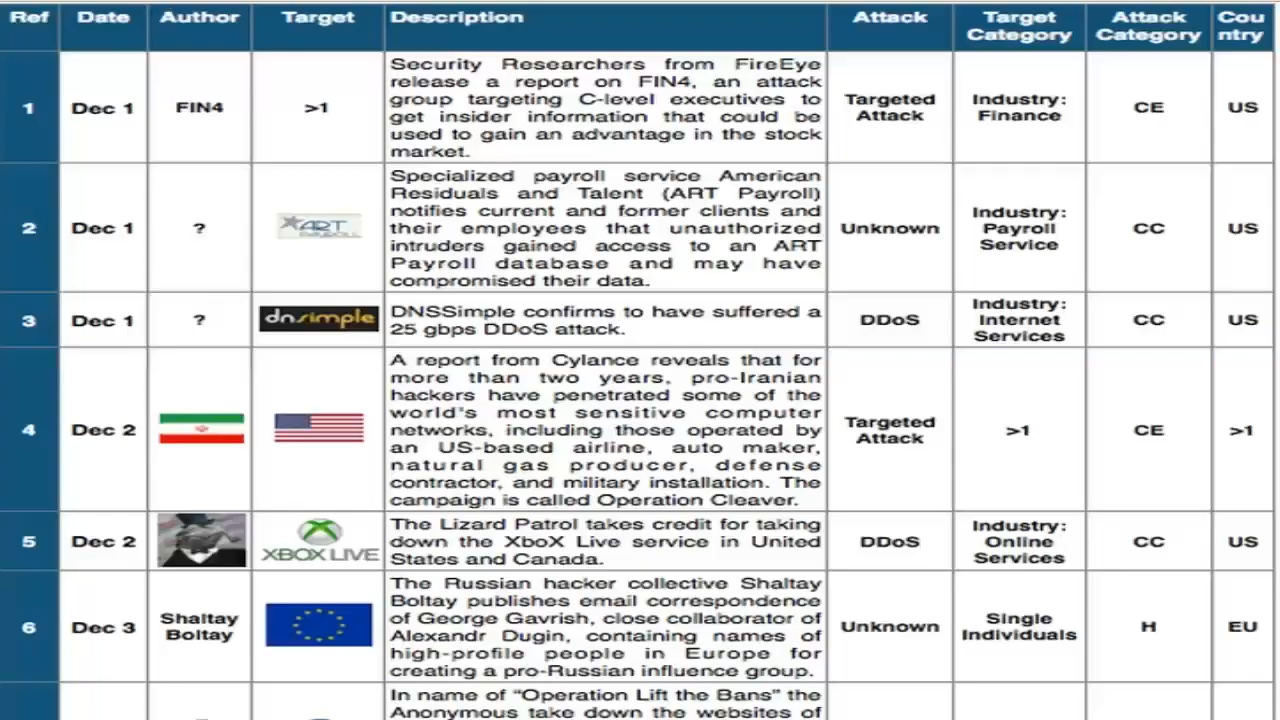 Ref Date Author Target Description Attack Target Category Attack Category Cou ntry
1 Dec 1 FIN4 >1
Security Researchers from FireEye
release a report on FIN4, an attack
group targeting C-level executives to
get insider information that could be
used to gain an advantage in the stock
market.
Targeted
Attack
Industry:
Finance
CE
US
2 Dec 1 ?
ART
PAYROLL
Specialized payroll service American
Residuals and Talent (ART Payroll)
notifies current and former clients and
their employees that unauthorized
intruders gained access to an ART
Payroll database and may have
compromised their data.
Unknown
Industry:
Payroll
Service
CC
US
3 Dec 1 ?
dnsimple
DNSSimple confirms to have suffered a
25 gbps DDoS attack.
DDoS
Industry:
Internet
Services
CC
US
4 Dec 2
A report from Cylance reveals that for
more than two years, pro-Iranian
hackers have penetrated some of the
world's most sensitive computer
networks, including those operated by
an US-based airline, auto maker,
natural gas producer, defense
contractor, and military installation. The
campaign is called Operation Cleaver.
Targeted
Attack
>1
CE
>1
5 Dec 2
XBOX LIVE
The Lizard Patrol takes credit for taking
down the XboX Live service in United
States and Canada.
DDoS
Industry:
Online
Services
CC
US
6 Dec 3
Shaltay
Boltay
The Russian hacker collective Shaltay
Boltay publishes email correspondence
of George Gavrish, close collaborator of
Alexandr Dugin, containing names of
high-profile people in Europe for
creating a pro-Russian influence group.
Unknown
Single
Individuals
H
EU
In name of “Operation Lift the Bans” the
Anonymous take down the websites of